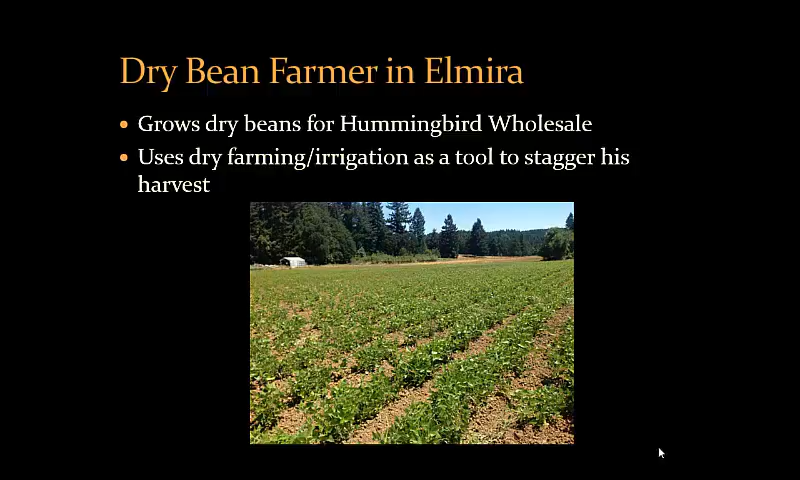 Dry Bean Farmer in Elmira
Grows dry beans for Hummingbird Wholesale
Uses dry farming/irrigation as a tool to stagger his
harvest